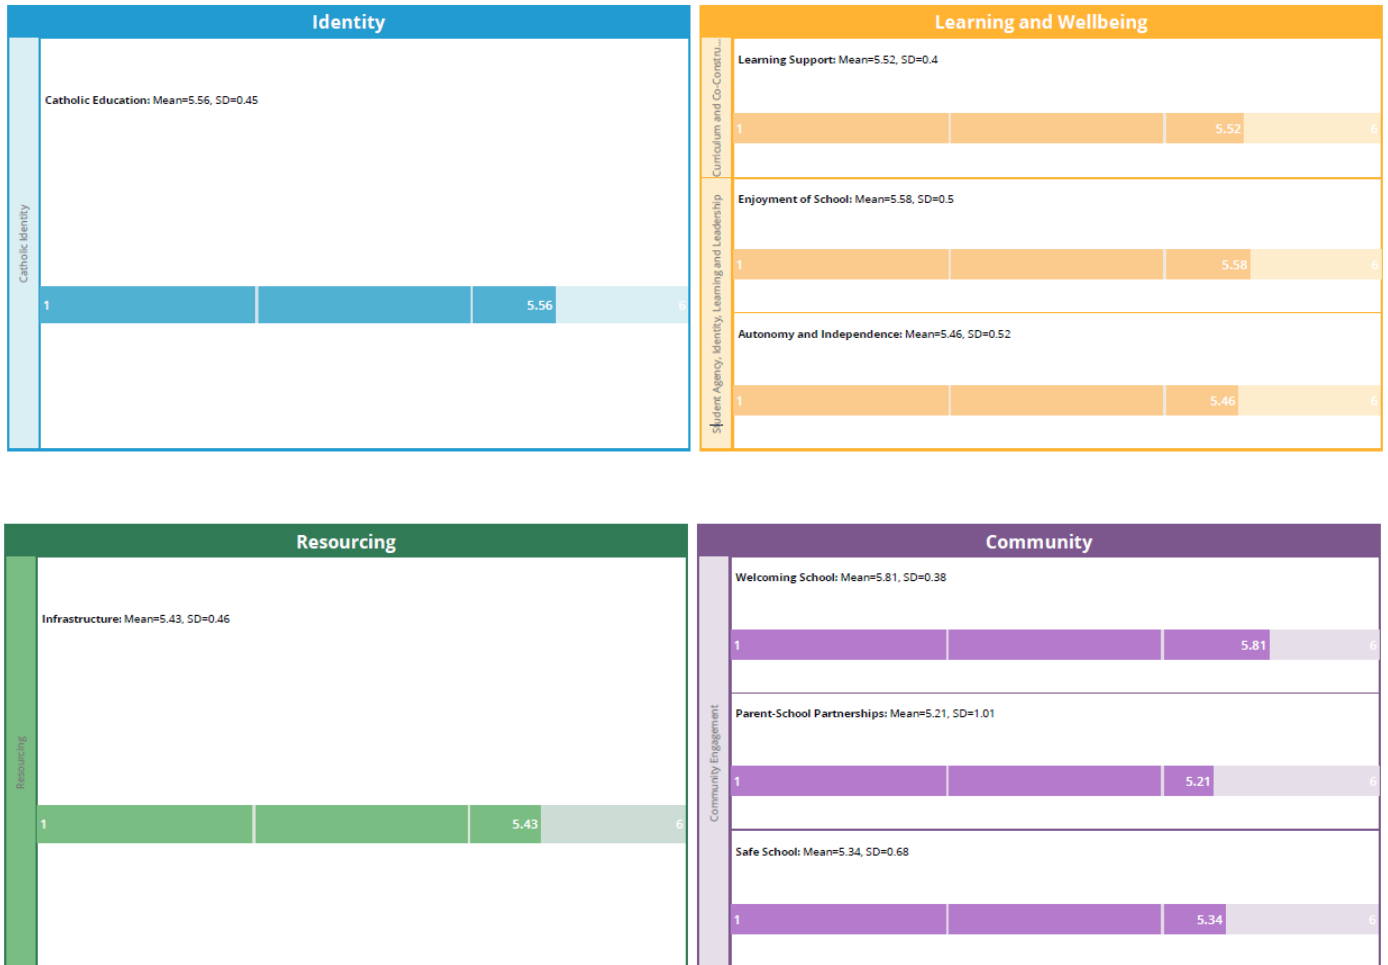 Identity
Catholic Identity
Catholic Education: Mean=5.56, SD=0.45
1 5.56 6
Learning and Wellbeing
Curriculum and Co-Constru...
Learning Support: Mean=5.52, SD=0.4
1 5.52 6
Student Agency, Identity, Learning and Leadership
Enjoyment of School: Mean=5.58, SD=0.5
1 5.58 6
Autonomy and Independence: Mean=5.46, SD=0.52
1 5.46 6
Resourcing
Resourcing
Infrastructure: Mean=5.43, SD=0.46
1 5.43 6
Community
Community Engagement
Welcoming School: Mean=5.81, SD=0.38
1 5.81 6
Parent-School Partnerships: Mean=5.21, SD=1.01
1 5.21 6
Safe School: Mean=5.34, SD=0.68
1 5.34 6